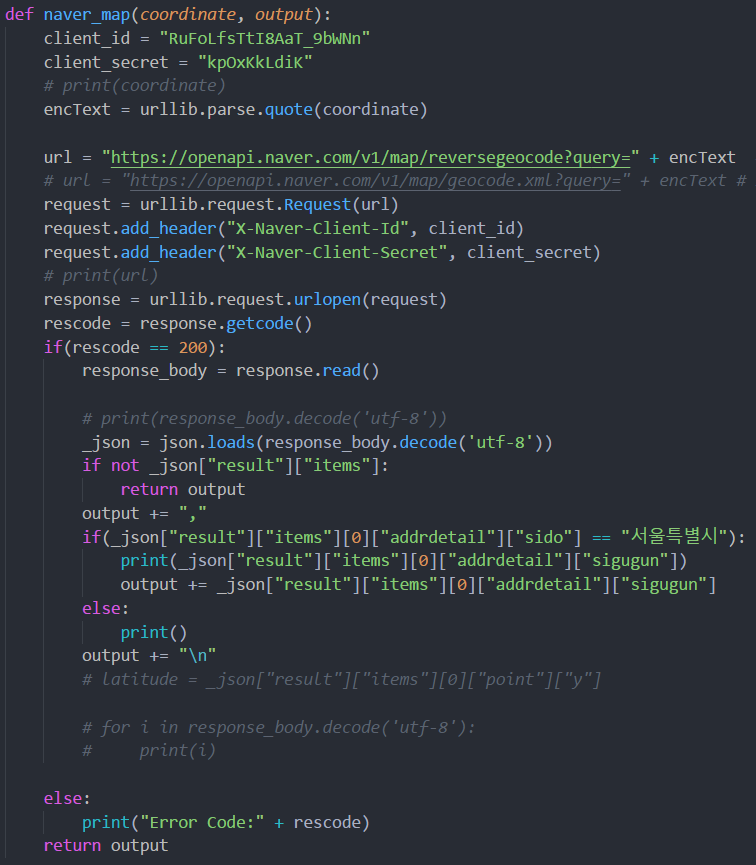 def naver_map(coordinate, output):
    client_id = "RuFoLfsTtI8AaT_9bWNn"
    client_secret = "kpOxKkLdiK"
    # print(coordinate)
    encText = urllib.parse.quote(coordinate)

    url = "https://openapi.naver.com/v1/map/reversegeocode?query=" + encText
    # url = "https://openapi.naver.com/v1/map/geocode.xml?query=" + encText #
    request = urllib.request.Request(url)
    request.add_header("X-Naver-Client-Id", client_id)
    request.add_header("X-Naver-Client-Secret", client_secret)
    # print(url)
    response = urllib.request.urlopen(request)
    rescode = response.getcode()
    if(rescode == 200):
        response_body = response.read()

        # print(response_body.decode('utf-8'))
        _json = json.loads(response_body.decode('utf-8'))
        if not _json["result"]["items"]:
            return output
        output += ","
        if(_json["result"]["items"][0]["addrdetail"]["sido"] == "서울특별시"):
            print(_json["result"]["items"][0]["addrdetail"]["sigugun"])
            output += _json["result"]["items"][0]["addrdetail"]["sigugun"]
        else:
            print()
        output += "\n"
        # latitude = _json["result"]["items"][0]["point"]["y"]

        # for i in response_body.decode('utf-8'):
        #     print(i)

    else:
        print("Error Code:" + rescode)
    return output